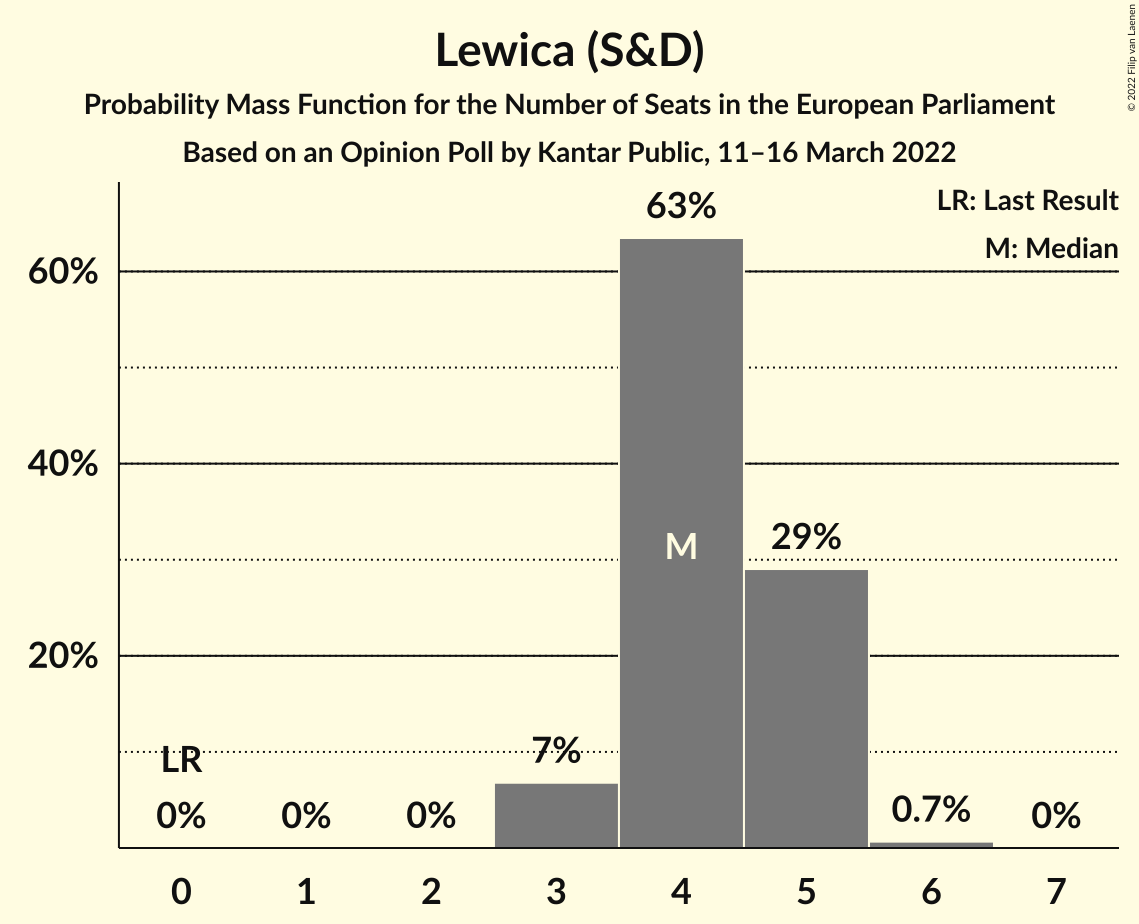 Lewica (S&D)
Probability Mass Function for the Number of Seats in the European Parliament
Based on an Opinion Poll by Kantar Public, 11–16 March 2022
© 2022 Filip van Laenen
LR: Last Result
M: Median
60%
40%
20%
LR
0%
0%
0%
7%
63%
M
29%
0.7%
0%
0 1 2 3 4 5 6 7